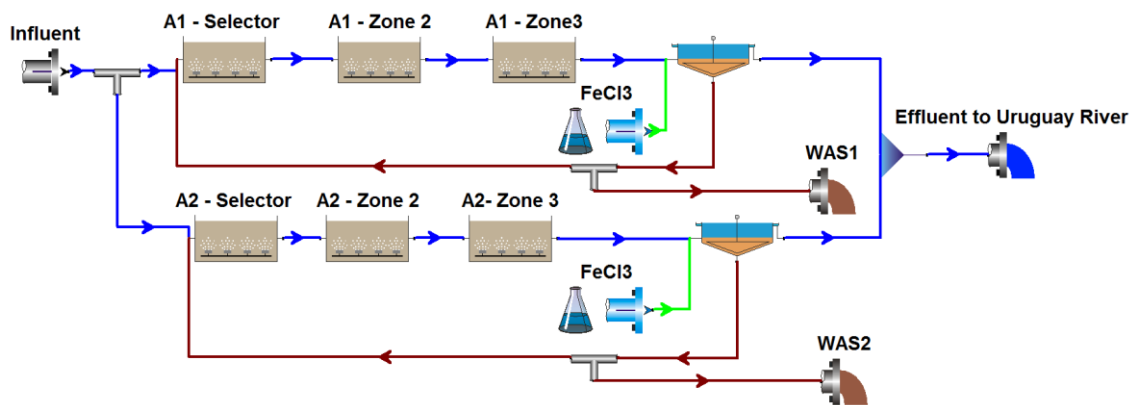 Influent
A1 - Selector
A1 - Zone 2
A1 - Zone3
FeCl3
Effluent to Uruguay River
WAS1
A2 - Selector
A2 - Zone 2
A2- Zone 3
FeCl3
WAS2